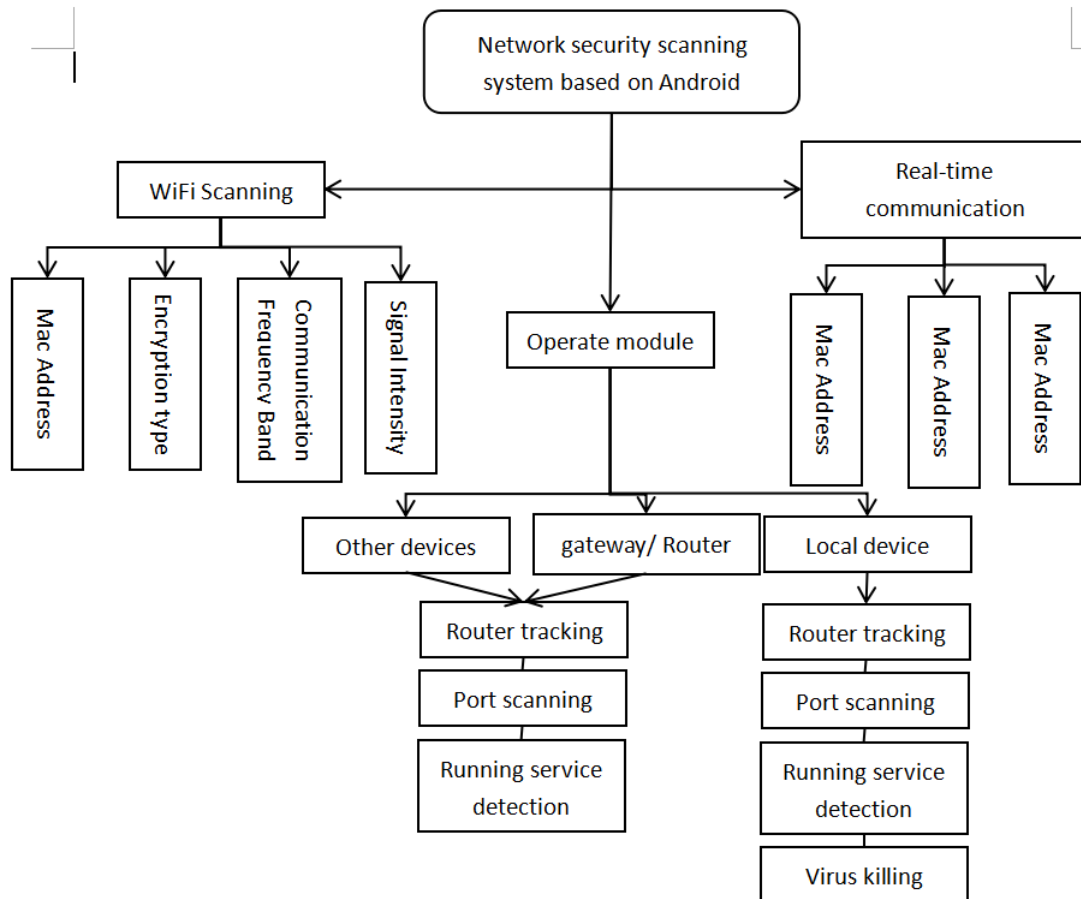 Network security scanning
system based on Android
WiFi Scanning
Real-time
communication
Mac Address
Encryption type
Communication
Frequency Band
Signal Intensity
Operate module
Mac Address
Mac Address
Mac Address
Other devices
gateway/ Router
Local device
Router tracking
Port scanning
Running service
detection
Router tracking
Port scanning
Running service
detection
Virus killing